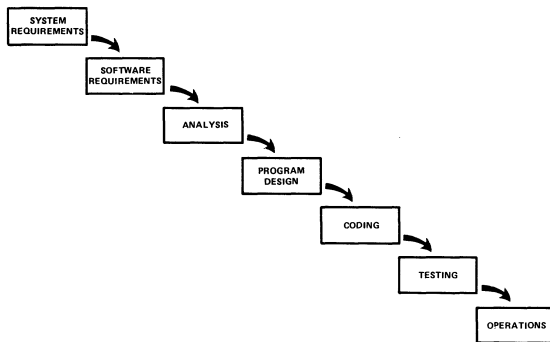 SYSTEM
REQUIREMENTS
SOFTWARE
REQUIREMENTS
ANALYSIS
PROGRAM
DESIGN
CODING
TESTING
OPERATIONS